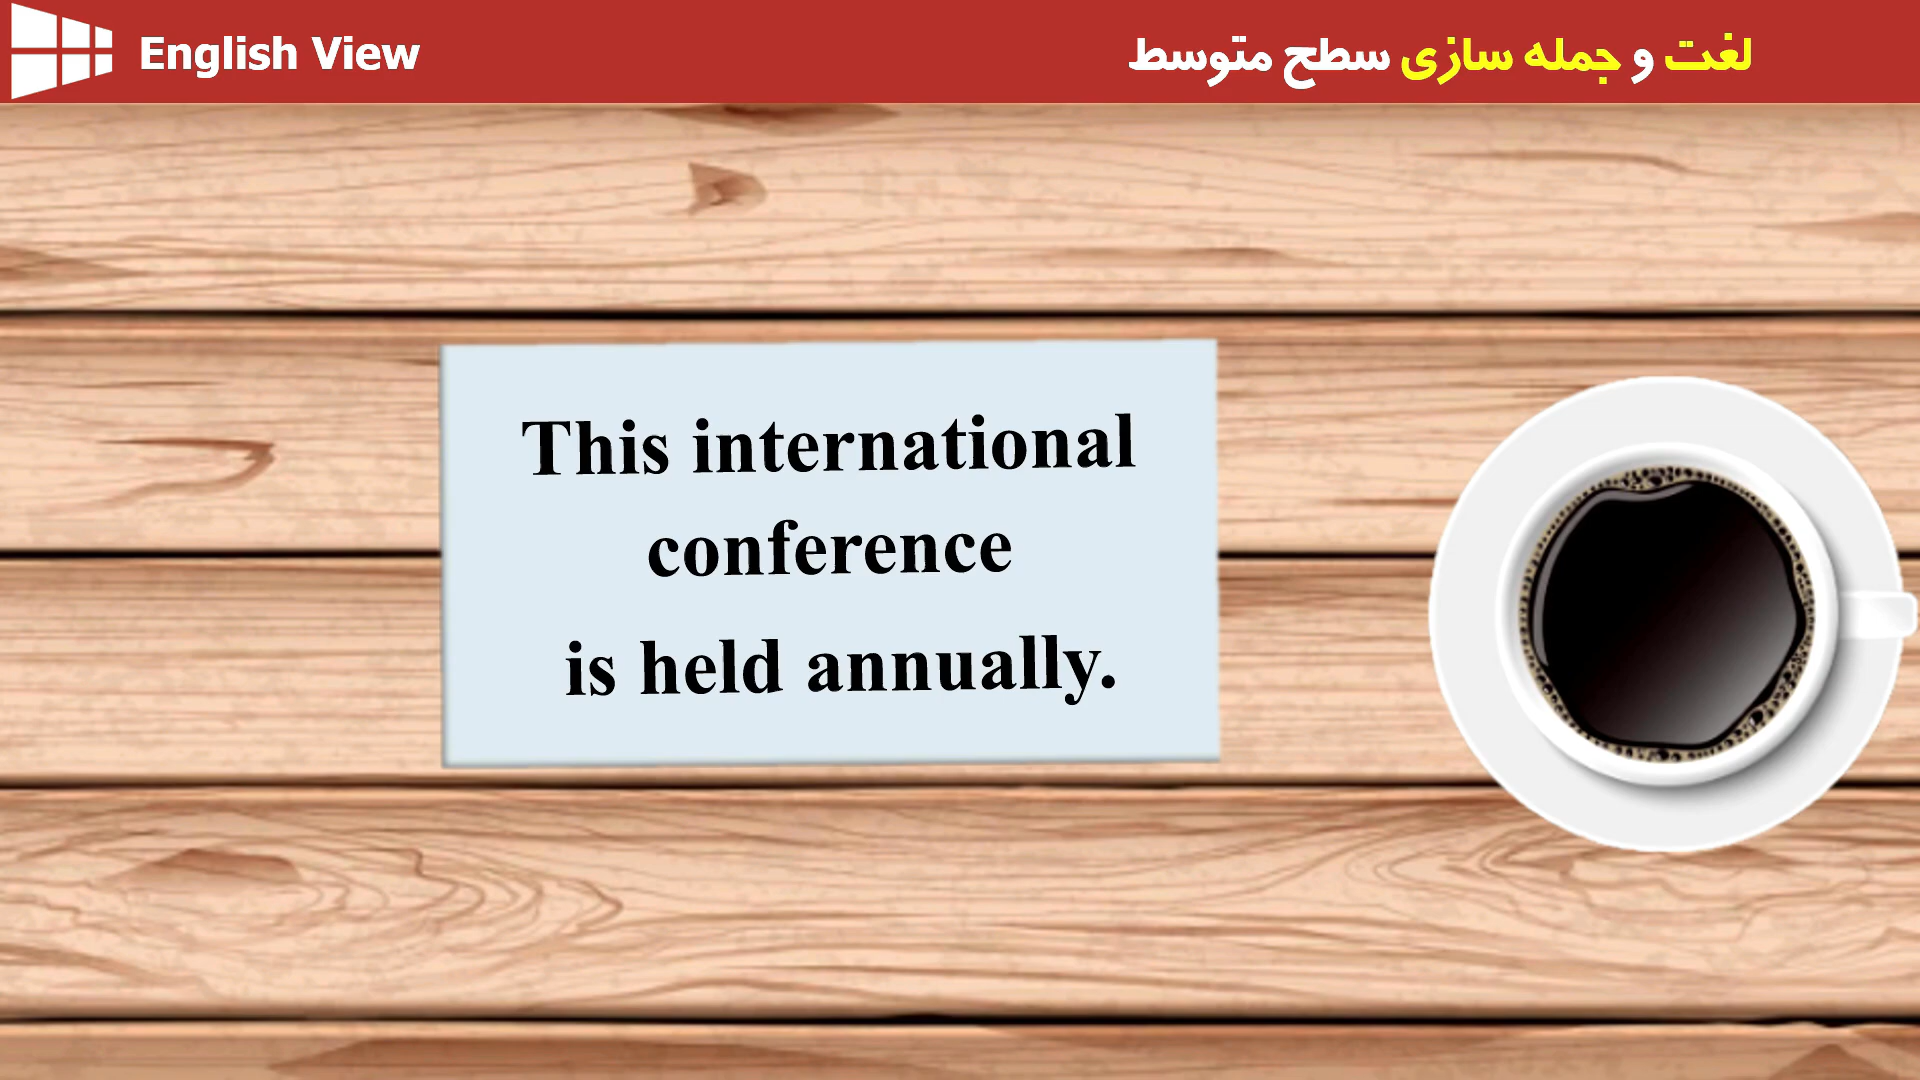 English View
لغت و جمله سازی سطح متوسط
This international
conference
is held annually.